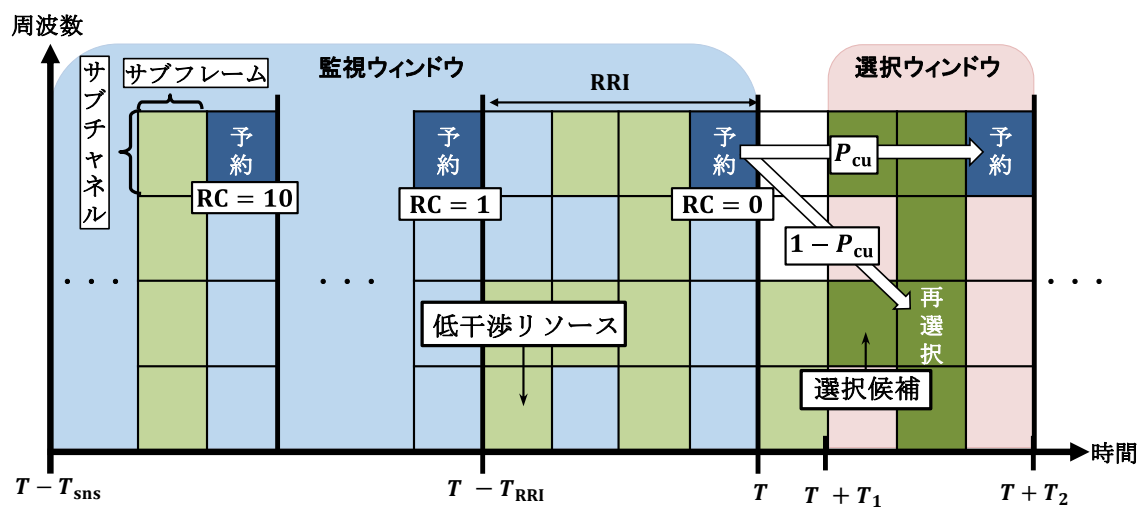 周波数
監視ウィンドウ
選択ウィンドウ
サブフレーム
サブチャネル
RRI
予約
予約
予約
予約
P_cu
RC = 10
RC = 1
RC = 0
1 − P_cu
. . .
. . .
. . .
低干渉リソース
再選択
選択候補
時間
T − T_sns
T − T_RRI
T
T + T_1
T + T_2